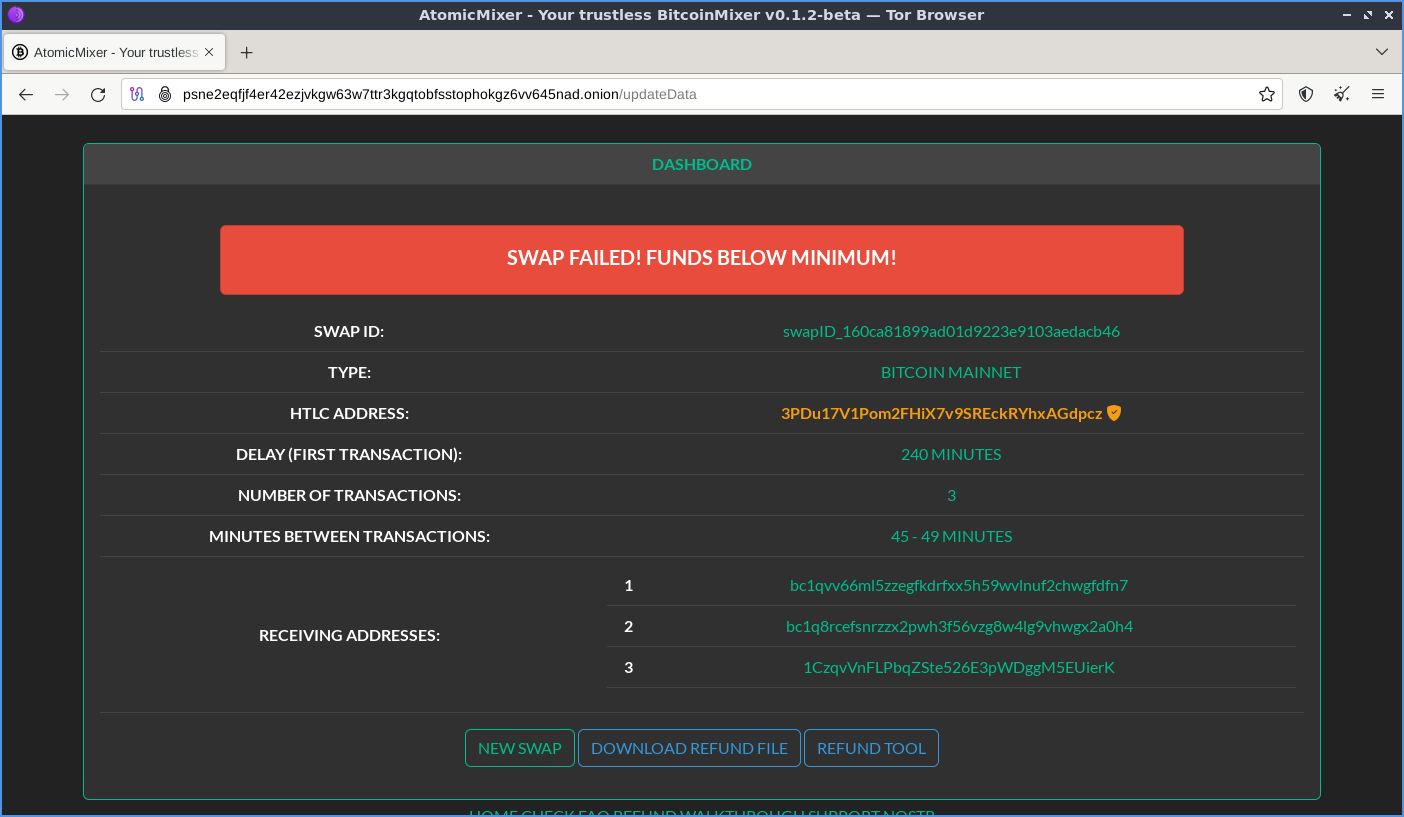 AtomicMixer - Your trustless BitcoinMixer v0.1.2-beta — Tor Browser
AtomicMixer - Your trustless
psne2eqfjf4er42ezjvkgw63w7ttr3kgqtobfsstophokgz6vv645nad.onion/updateData
DASHBOARD
SWAP FAILED! FUNDS BELOW MINIMUM!
SWAP ID: swapID_160ca81899ad01d9223e9103aedacb46
TYPE: BITCOIN MAINNET
HTLC ADDRESS: 3PDu17V1Pom2FHiX7v9SREckRYhxAGdpcz
DELAY (FIRST TRANSACTION): 240 MINUTES
NUMBER OF TRANSACTIONS: 3
MINUTES BETWEEN TRANSACTIONS: 45 - 49 MINUTES
RECEIVING ADDRESSES:
1 bc1qvv66ml5zzegfkdrfxx5h59wvlnuf2chwgfdfn7
2 bc1q8rcefsnrzzx2pwh3f56vzg8w4lg9vhwgx2a0h4
3 1CzqvVnFLPbqZSte526E3pWDggM5EUierK
NEW SWAP DOWNLOAD REFUND FILE REFUND TOOL
HOME CHECK FAQ REFUND WALKTHROUGH SUPPORT NOSTR